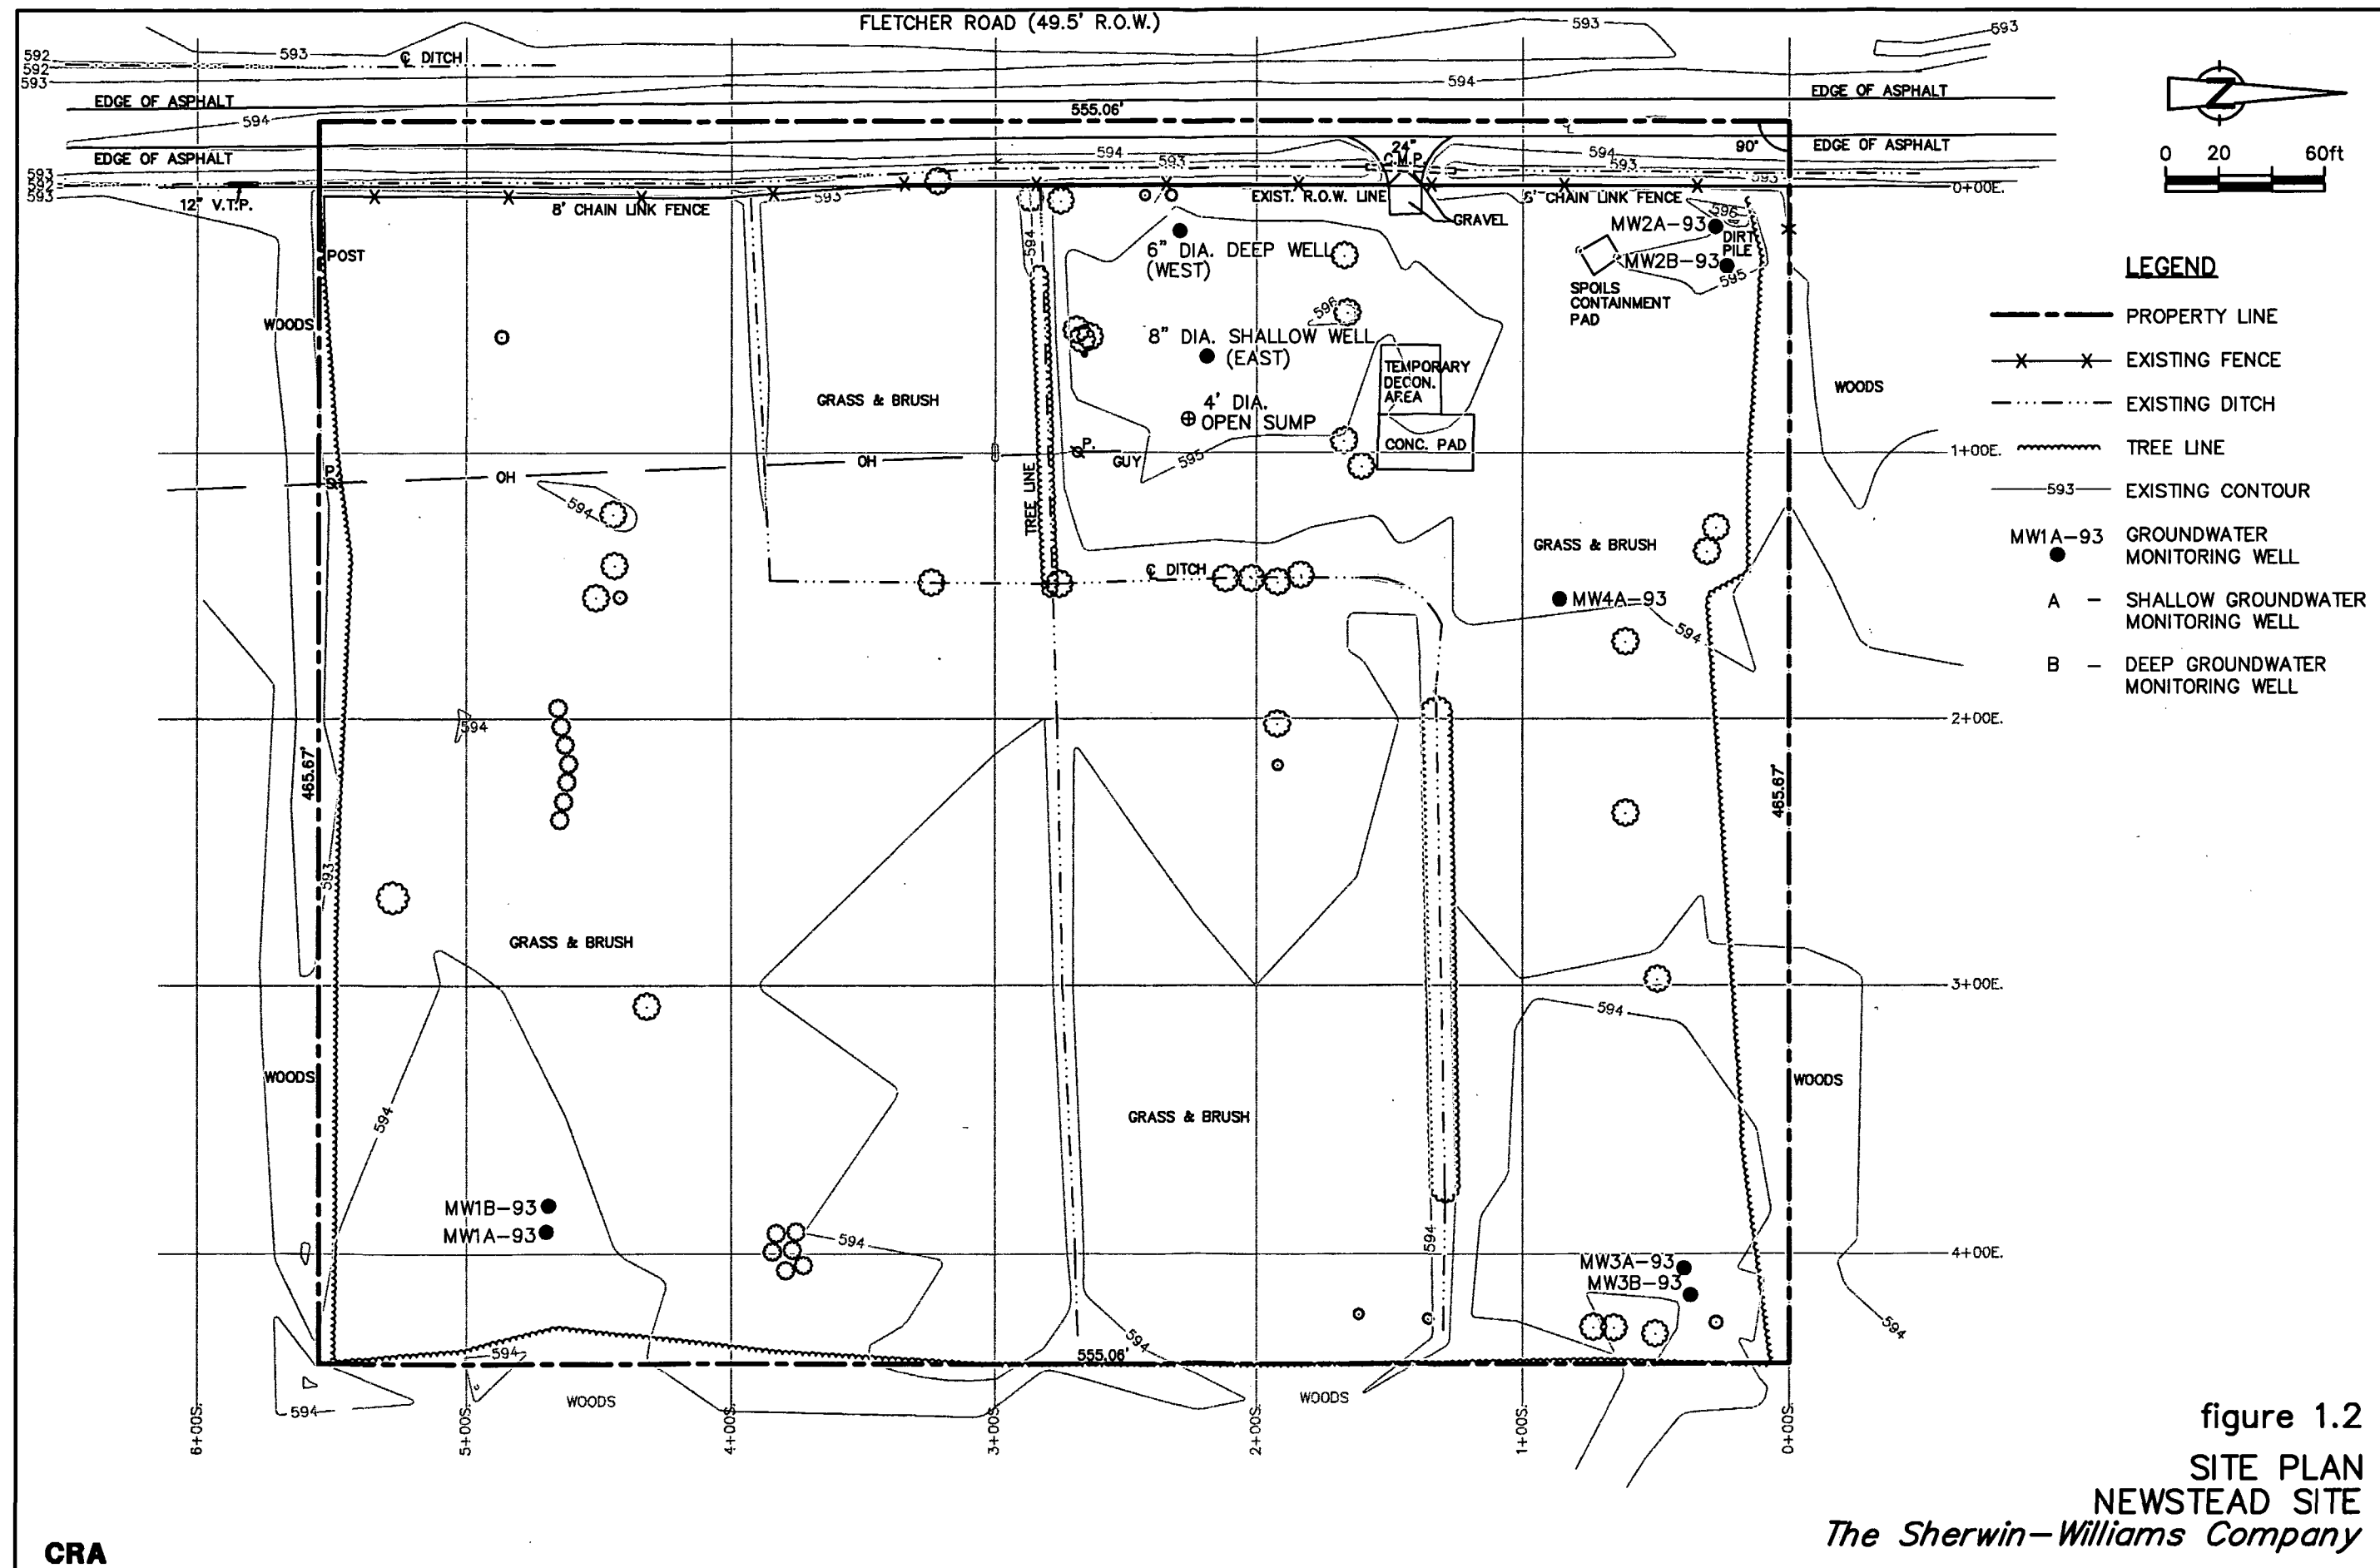 FLETCHER ROAD (49.5' R.O.W.)
593
593
592
592
593
593
℄ DITCH
594
EDGE OF ASPHALT
EDGE OF ASPHALT
555.06'
594
EDGE OF ASPHALT
EDGE OF ASPHALT
90°
24"
C.M.P.
594
593
594
593
593
593
592
594
593
12" V.T.P.
8' CHAIN LINK FENCE
593
EXIST. R.O.W. LINE
GRAVEL
CHAIN LINK FENCE
0+00E.
Z
0 20 60ft
POST
594
6" DIA. DEEP WELL
(WEST)
MW2A-93
596
DIRT
PILE
MW2B-93
595
SPOILS
CONTAINMENT
PAD
WOODS
596
8" DIA. SHALLOW WELL
(EAST)
TEMPORARY
DECON.
AREA
WOODS
GRASS & BRUSH
4' DIA.
OPEN SUMP
CONC. PAD
P.
GUY
595
OH
OH
P.
1+00E.
TREE LINE
594
GRASS & BRUSH
℄ DITCH
MW4A-93
594
LEGEND
PROPERTY LINE
X X EXISTING FENCE
EXISTING DITCH
TREE LINE
593 EXISTING CONTOUR
MW1A-93 GROUNDWATER
MONITORING WELL
A - SHALLOW GROUNDWATER
MONITORING WELL
B - DEEP GROUNDWATER
MONITORING WELL
594
2+00E.
465.67'
465.67'
593
GRASS & BRUSH
3+00E.
594
WOODS
WOODS
594
GRASS & BRUSH
MW1B-93
MW1A-93
594
594
4+00E.
MW3A-93
MW3B-93
594
594
594
555.06'
WOODS
WOODS
594
6+00S.
5+00S.
4+00S.
3+00S.
2+00S.
1+00S.
0+00S.
figure 1.2
SITE PLAN
NEWSTEAD SITE
The Sherwin-Williams Company
CRA